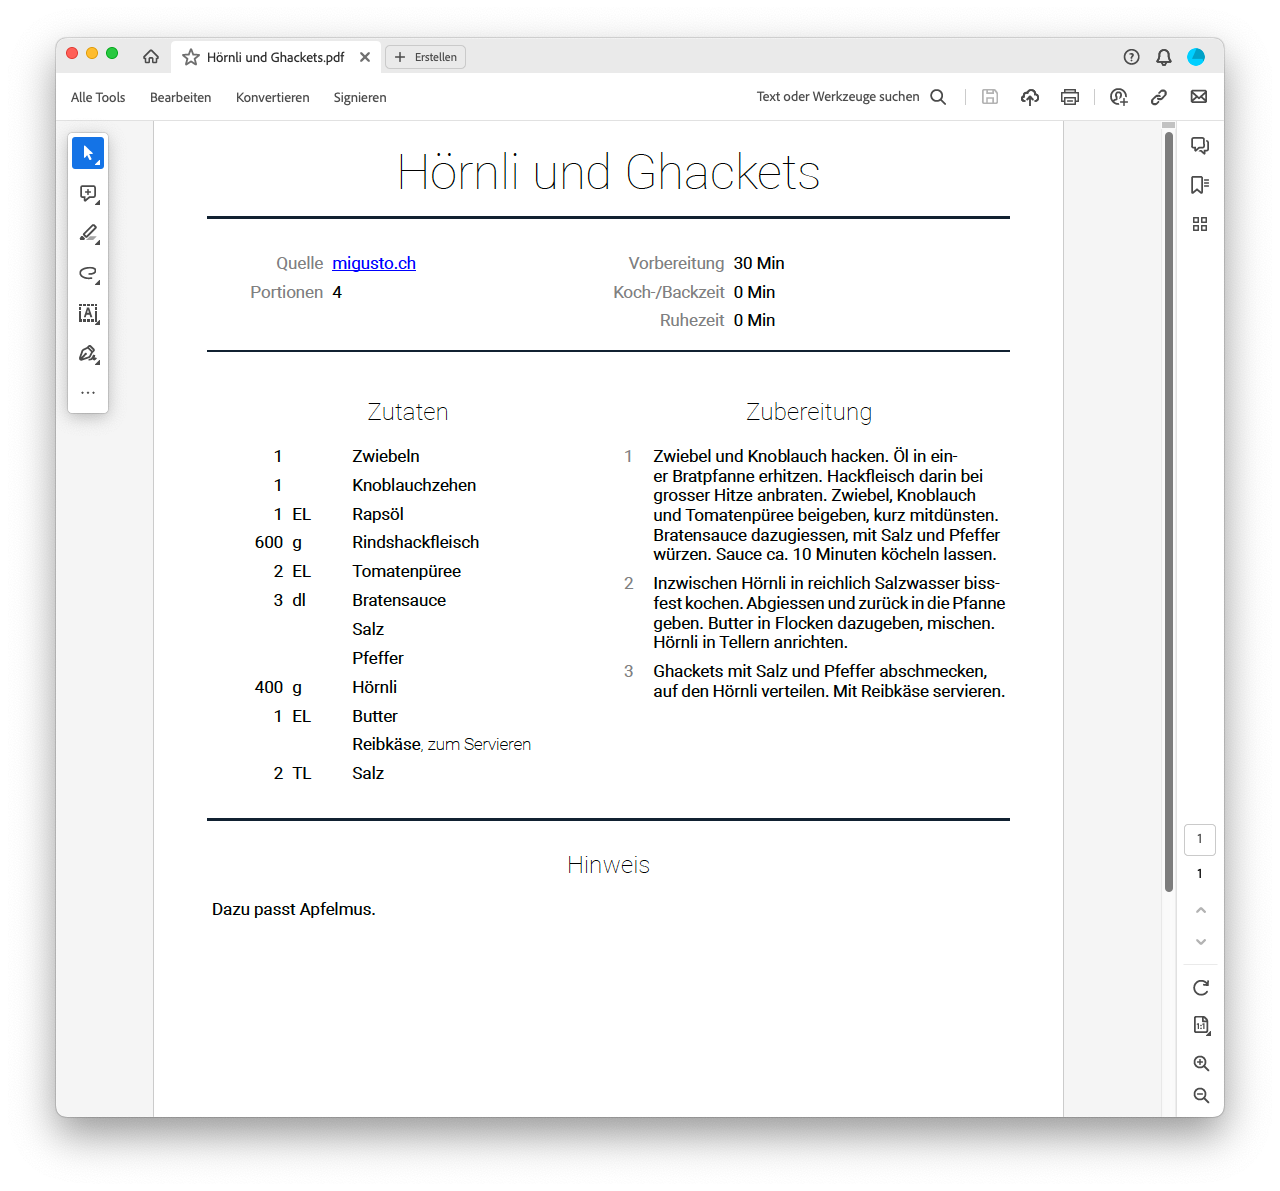 Hörnli und Ghackets.pdf
Erstellen
Alle Tools
Bearbeiten
Konvertieren
Signieren
Text oder Werkzeuge suchen
Hörnli und Ghackets
Quelle migusto.ch
Portionen 4
Vorbereitung 30 Min
Koch-/Backzeit 0 Min
Ruhezeit 0 Min
Zutaten
1 Zwiebeln
1 Knoblauchzehen
1 EL Rapsöl
600 g Rindshackfleisch
2 EL Tomatenpüree
3 dl Bratensauce
Salz
Pfeffer
400 g Hörnli
1 EL Butter
Reibkäse, zum Servieren
2 TL Salz
Zubereitung
1 Zwiebel und Knoblauch hacken. Öl in ein-
er Bratpfanne erhitzen. Hackfleisch darin bei
grosser Hitze anbraten. Zwiebel, Knoblauch
und Tomatenpüree beigeben, kurz mitdünsten.
Bratensauce dazugiessen, mit Salz und Pfeffer
würzen. Sauce ca. 10 Minuten köcheln lassen.
2 Inzwischen Hörnli in reichlich Salzwasser biss-
fest kochen. Abgiessen und zurück in die Pfanne
geben. Butter in Flocken dazugeben, mischen.
Hörnli in Tellern anrichten.
3 Ghackets mit Salz und Pfeffer abschmecken,
auf den Hörnli verteilen. Mit Reibkäse servieren.
Hinweis
Dazu passt Apfelmus.
1
1
1:1